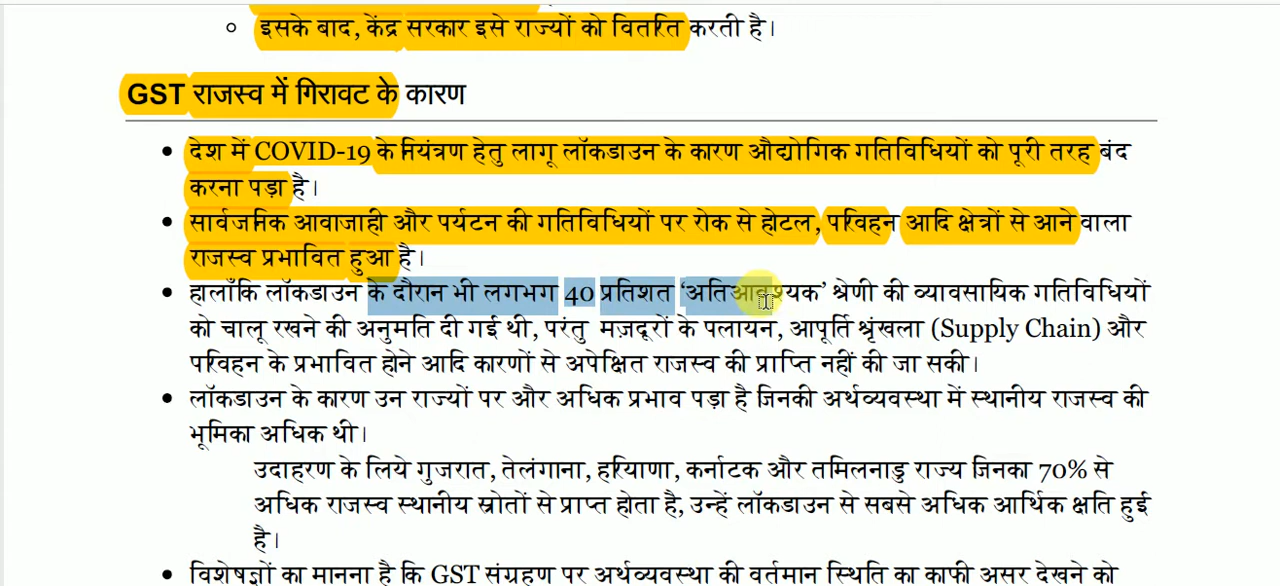 इसके बाद, केंद्र सरकार इसे राज्यों को वितरित करती है।
GST राजस्व में गिरावट के कारण
देश में COVID-19 के नियंत्रण हेतु लागू लॉकडाउन के कारण औद्योगिक गतिविधियों को पूरी तरह बंद
करना पड़ा है।
सार्वजनिक आवाजाही और पर्यटन की गतिविधियों पर रोक से होटल, परिवहन आदि क्षेत्रों से आने वाला
राजस्व प्रभावित हुआ है।
हालाँकि लॉकडाउन के दौरान भी लगभग 40 प्रतिशत ‘अतिआवश्यक’ श्रेणी की व्यावसायिक गतिविधियों
को चालू रखने की अनुमति दी गई थी, परंतु मज़दूरों के पलायन, आपूर्ति श्रृंखला (Supply Chain) और
परिवहन के प्रभावित होने आदि कारणों से अपेक्षित राजस्व की प्राप्ति नहीं की जा सकी।
लॉकडाउन के कारण उन राज्यों पर और अधिक प्रभाव पड़ा है जिनकी अर्थव्यवस्था में स्थानीय राजस्व की
भूमिका अधिक थी।
उदाहरण के लिये गुजरात, तेलंगाना, हरियाणा, कर्नाटक और तमिलनाडु राज्य जिनका 70% से
अधिक राजस्व स्थानीय स्रोतों से प्राप्त होता है, उन्हें लॉकडाउन से सबसे अधिक आर्थिक क्षति हुई
है।
विशेषज्ञों का मानना है कि GST संग्रहण पर अर्थव्यवस्था की वर्तमान स्थिति का काफी असर देखने को